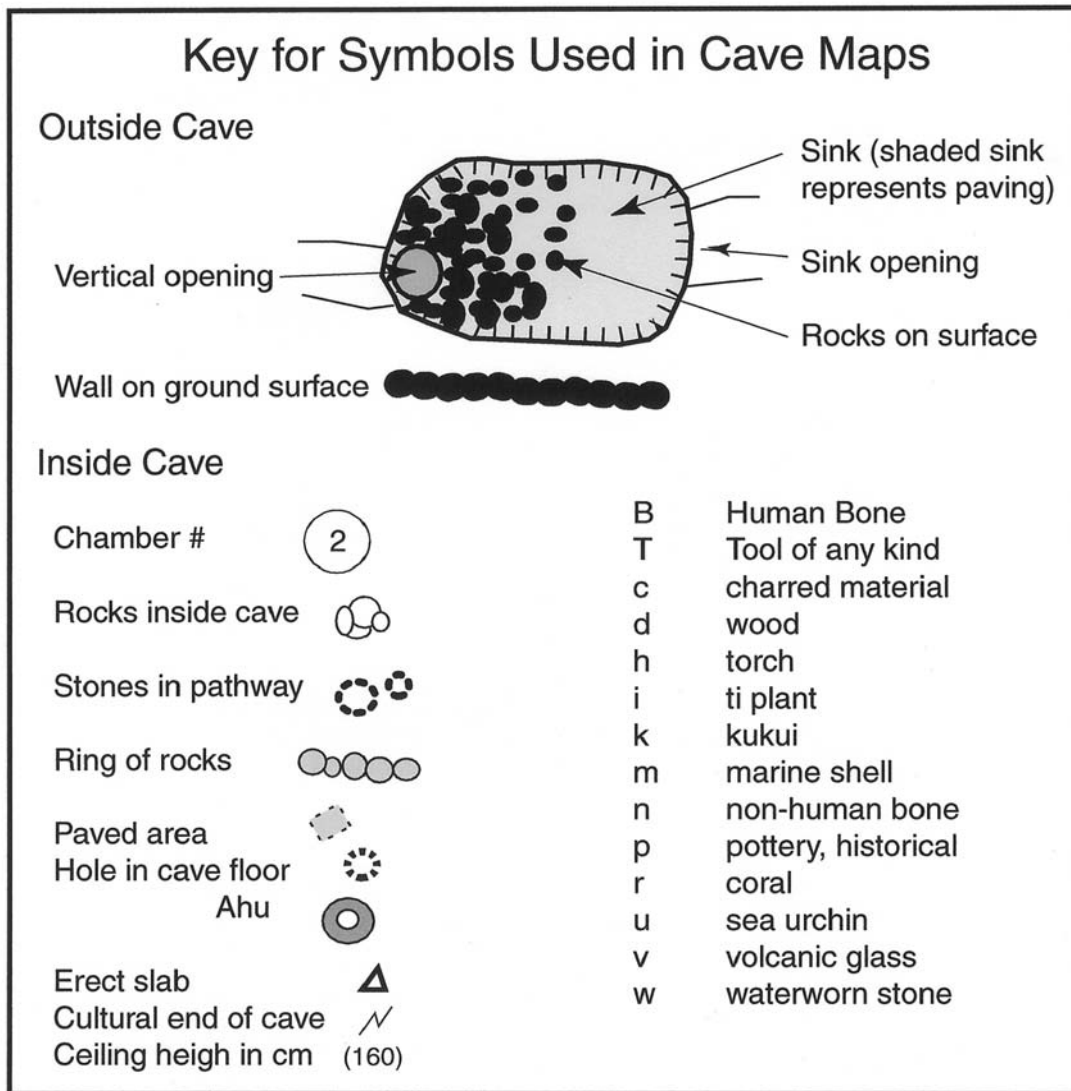 Key for Symbols Used in Cave Maps
Outside Cave
Sink (shaded sink
represents paving)
Vertical opening
Sink opening
Rocks on surface
Wall on ground surface
Inside Cave
Chamber # 2
Rocks inside cave
Stones in pathway
Ring of rocks
Paved area
Hole in cave floor
Ahu
Erect slab
Cultural end of cave
Ceiling heigh in cm (160)
B Human Bone
T Tool of any kind
c charred material
d wood
h torch
i ti plant
k kukui
m marine shell
n non-human bone
p pottery, historical
r coral
u sea urchin
v volcanic glass
w waterworn stone